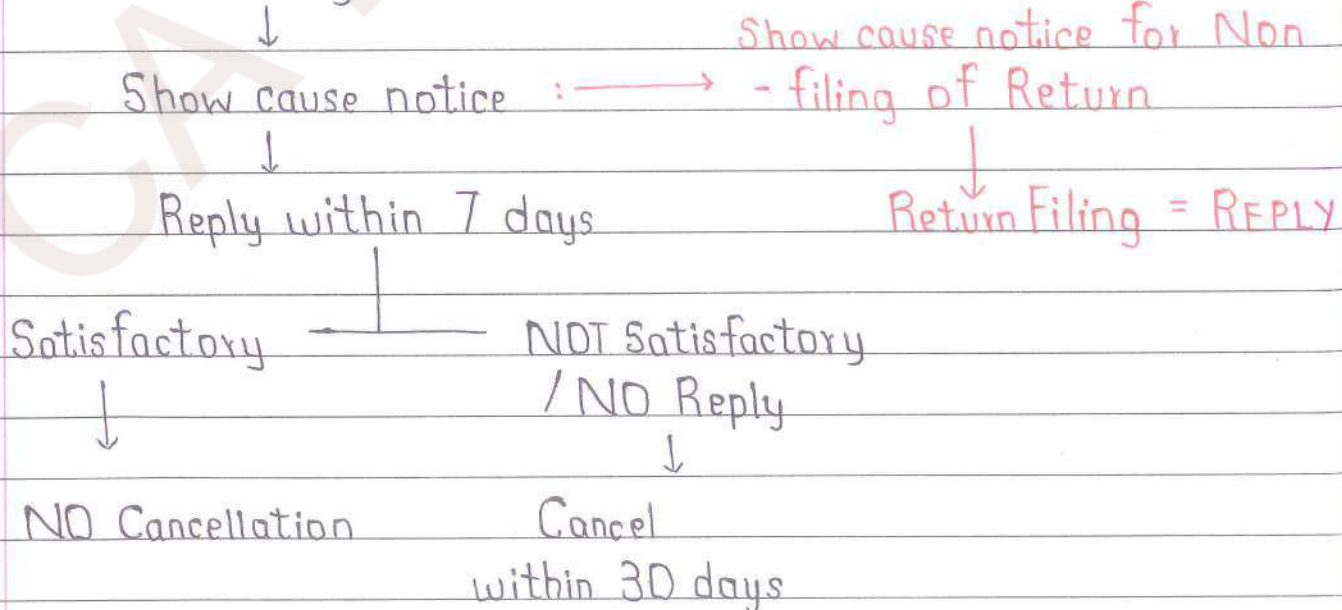 Show cause notice for Non
Show cause notice : → - filing of Return
Reply within 7 days Return Filing = REPLY
Satisfactory NOT Satisfactory
/ NO Reply
NO Cancellation Cancel
within 30 days
CA